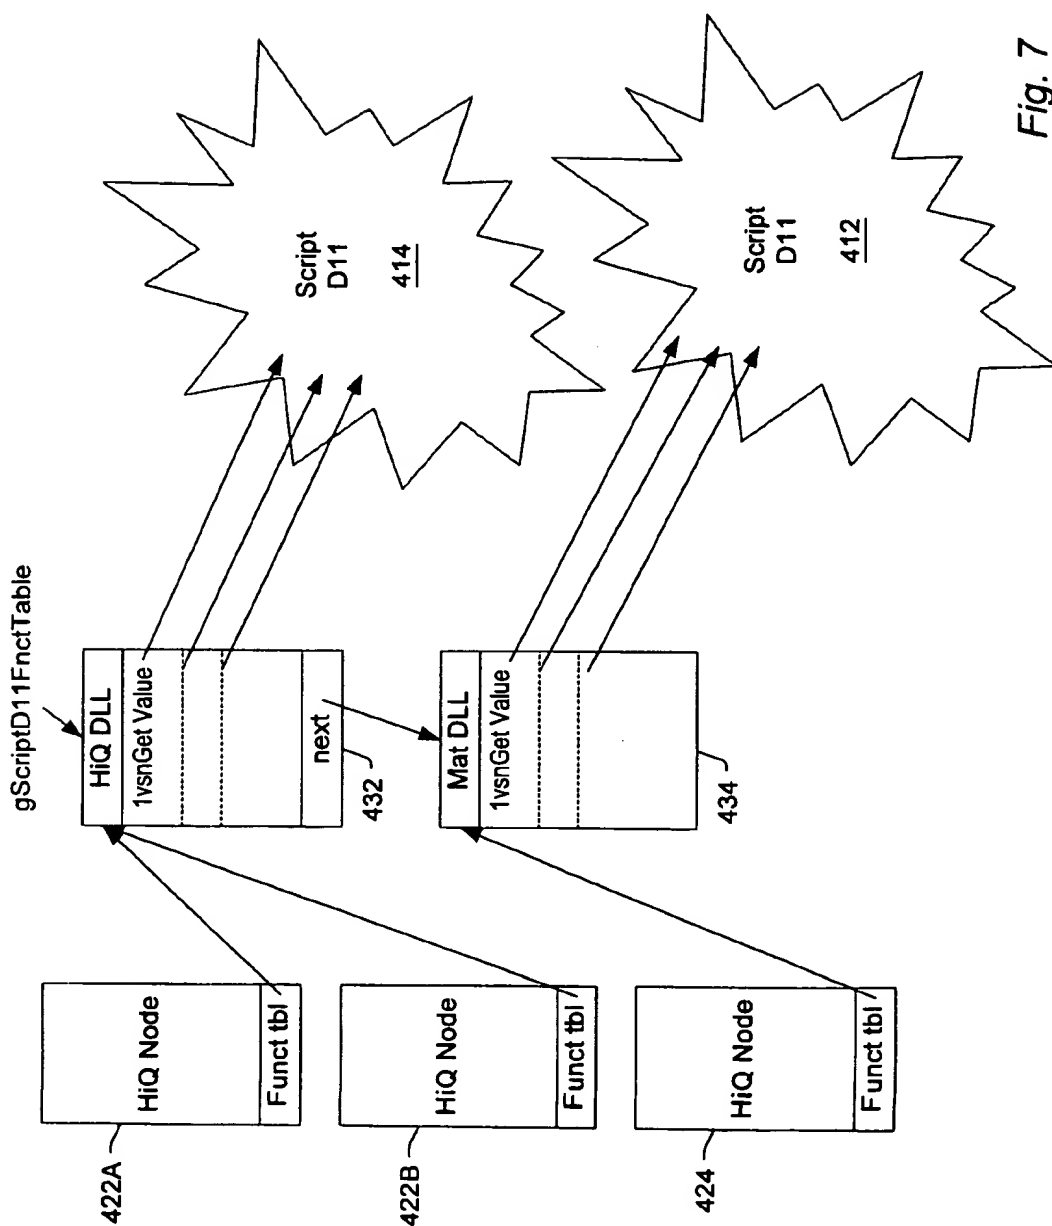 gScriptD11FnctTable
HiQ Node
Funct tbl
422A
HiQ Node
Funct tbl
422B
HiQ Node
Funct tbl
424
HiQ DLL
1vsnGet Value
next
432
Mat DLL
1vsnGet Value
434
Script
D11
414
Script
D11
412
Fig. 7